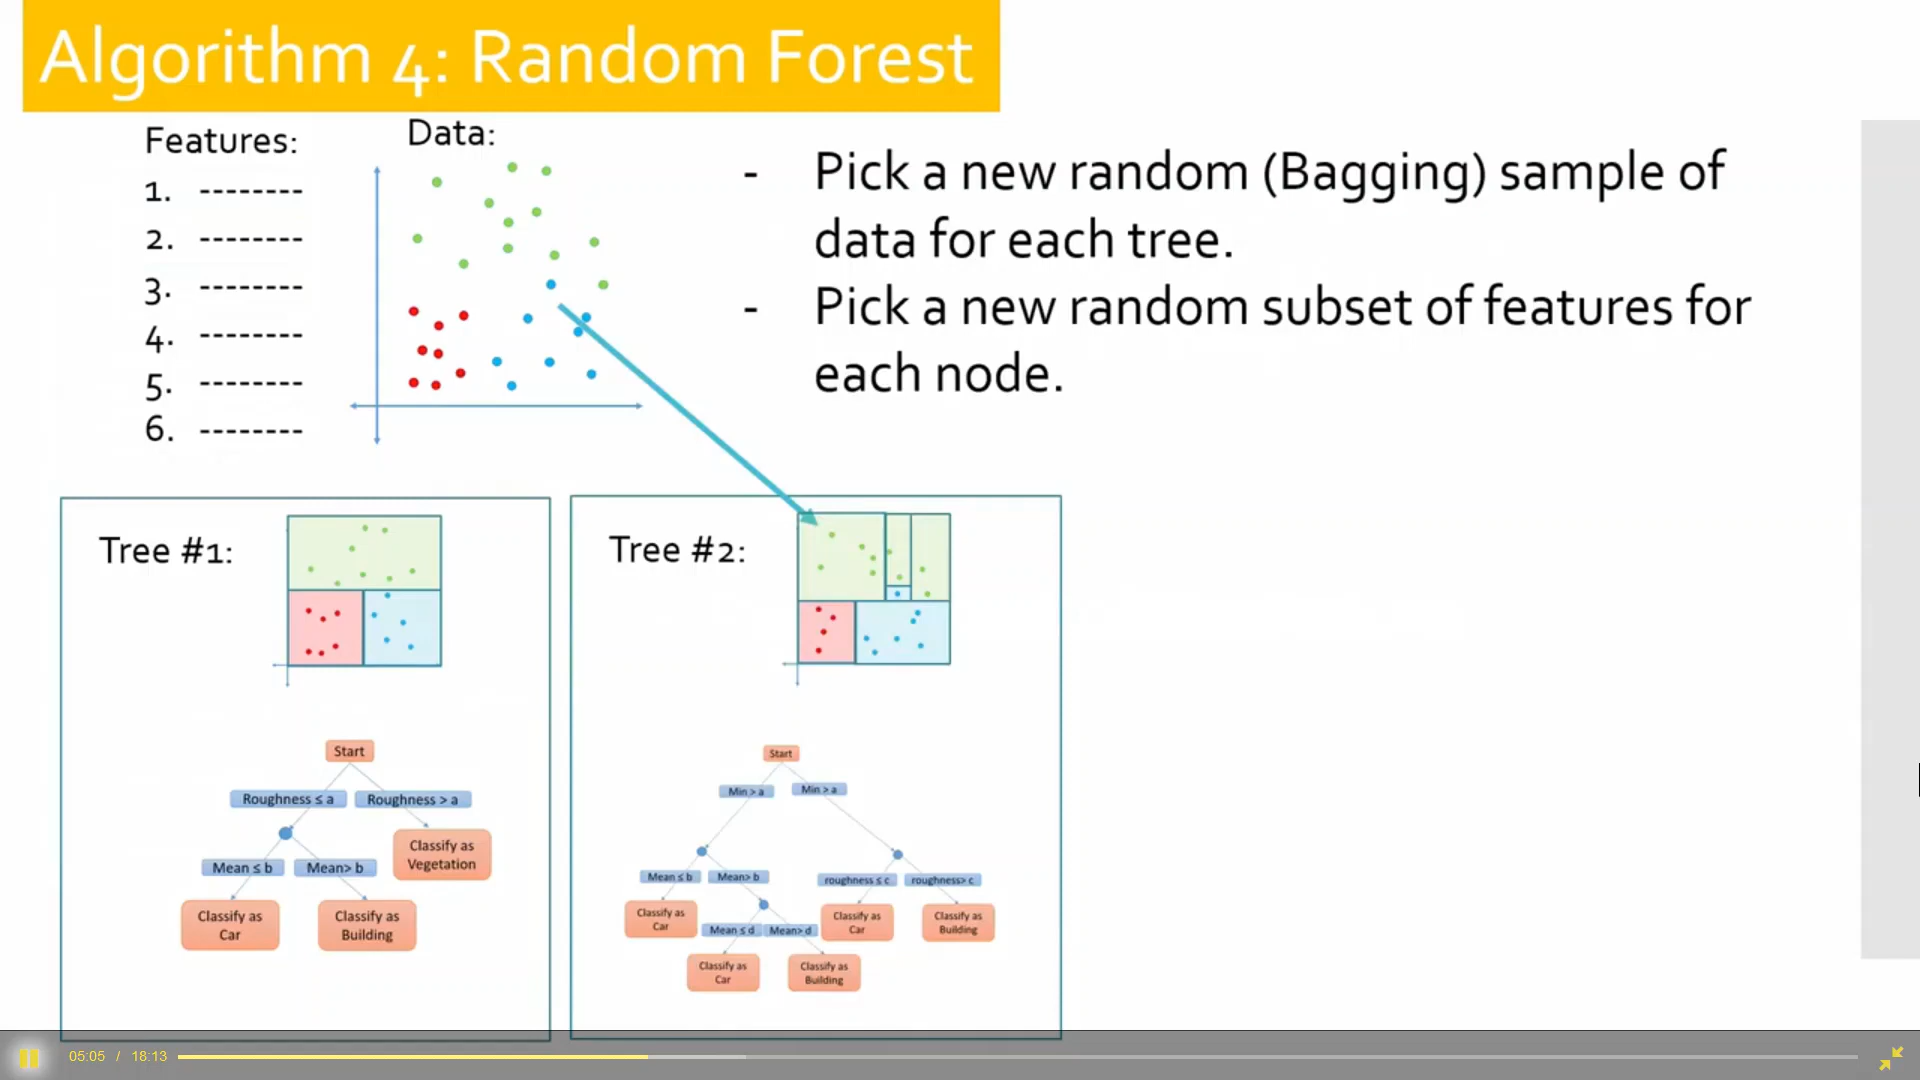 Algorithm 4: Random Forest
Features:
1. --------
2. --------
3. --------
4. --------
5. --------
6. --------
Data:
- Pick a new random (Bagging) sample of
data for each tree.
- Pick a new random subset of features for
each node.
Tree #1:
Start
Roughness ≤ a
Roughness > a
Classify as
Vegetation
Mean ≤ b
Mean> b
Classify as
Car
Classify as
Building
Tree #2:
Start
Min > a
Min > a
Mean ≤ b
Mean> b
roughness ≤ c
roughness> c
Classify as
Car
Mean ≤ d
Mean> d
Classify as
Car
Classify as
Building
Classify as
Car
Classify as
Building
05:05 / 18:13